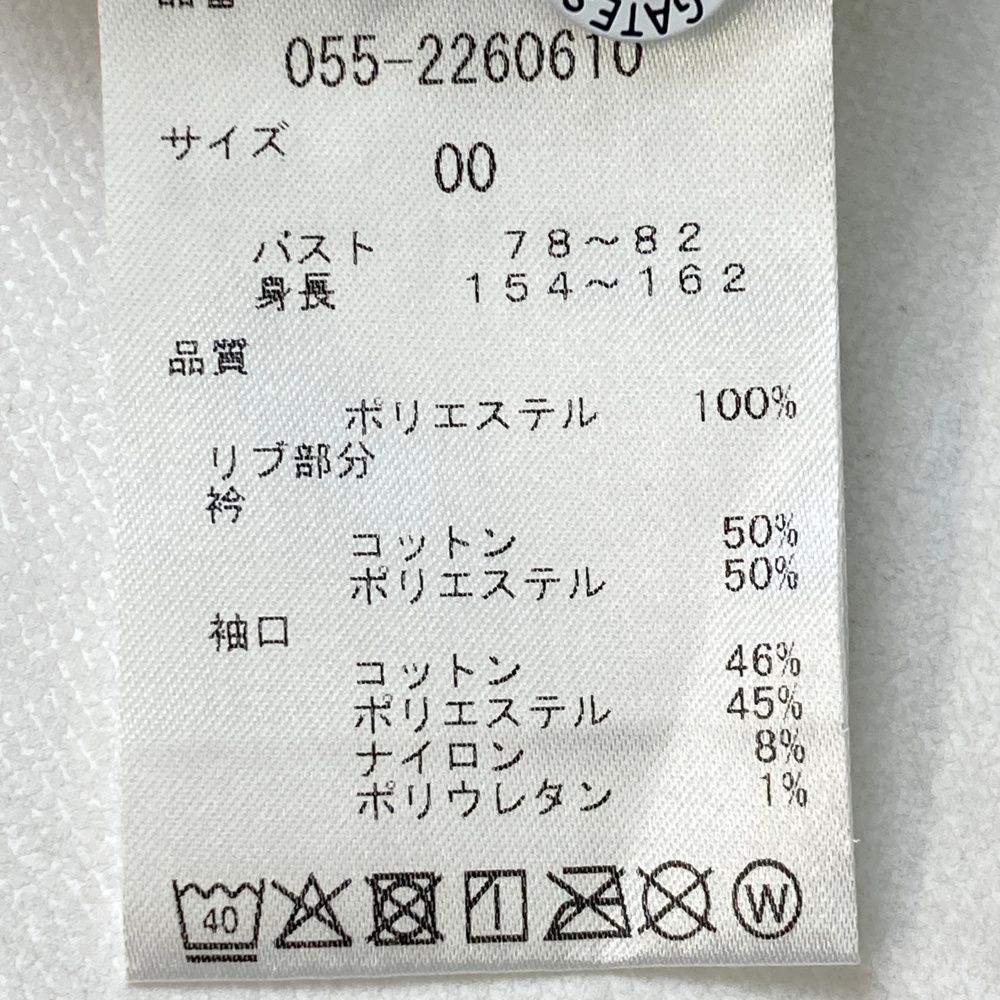 品番
GATES
055-2260610
サイズ
00
バスト 78～82
身長 154～162
品質
ポリエステル 100%
リブ部分
衿
コットン 50%
ポリエステル 50%
袖口
コットン 46%
ポリエステル 45%
ナイロン 8%
ポリウレタン 1%
40
W